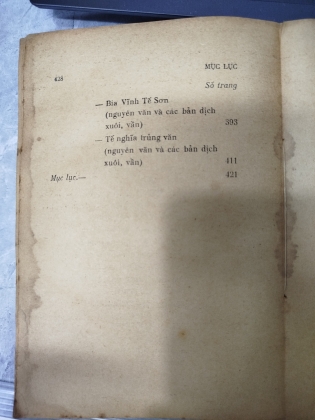 426
MỤC LỤC
Số trang
— Bia Vĩnh Tế Sơn
(nguyên văn và các bản dịch
xuôi, vần) 393
— Tế nghĩa trủng văn
(nguyên văn và các bản dịch
xuôi, vần) 411
Mục lục.— 421